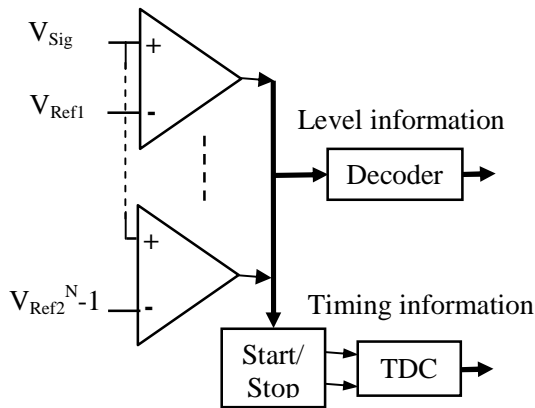 V_Sig
+
V_Ref1
-
Level information
Decoder
+
V_Ref2^N-1
-
Timing information
Start/
Stop
TDC